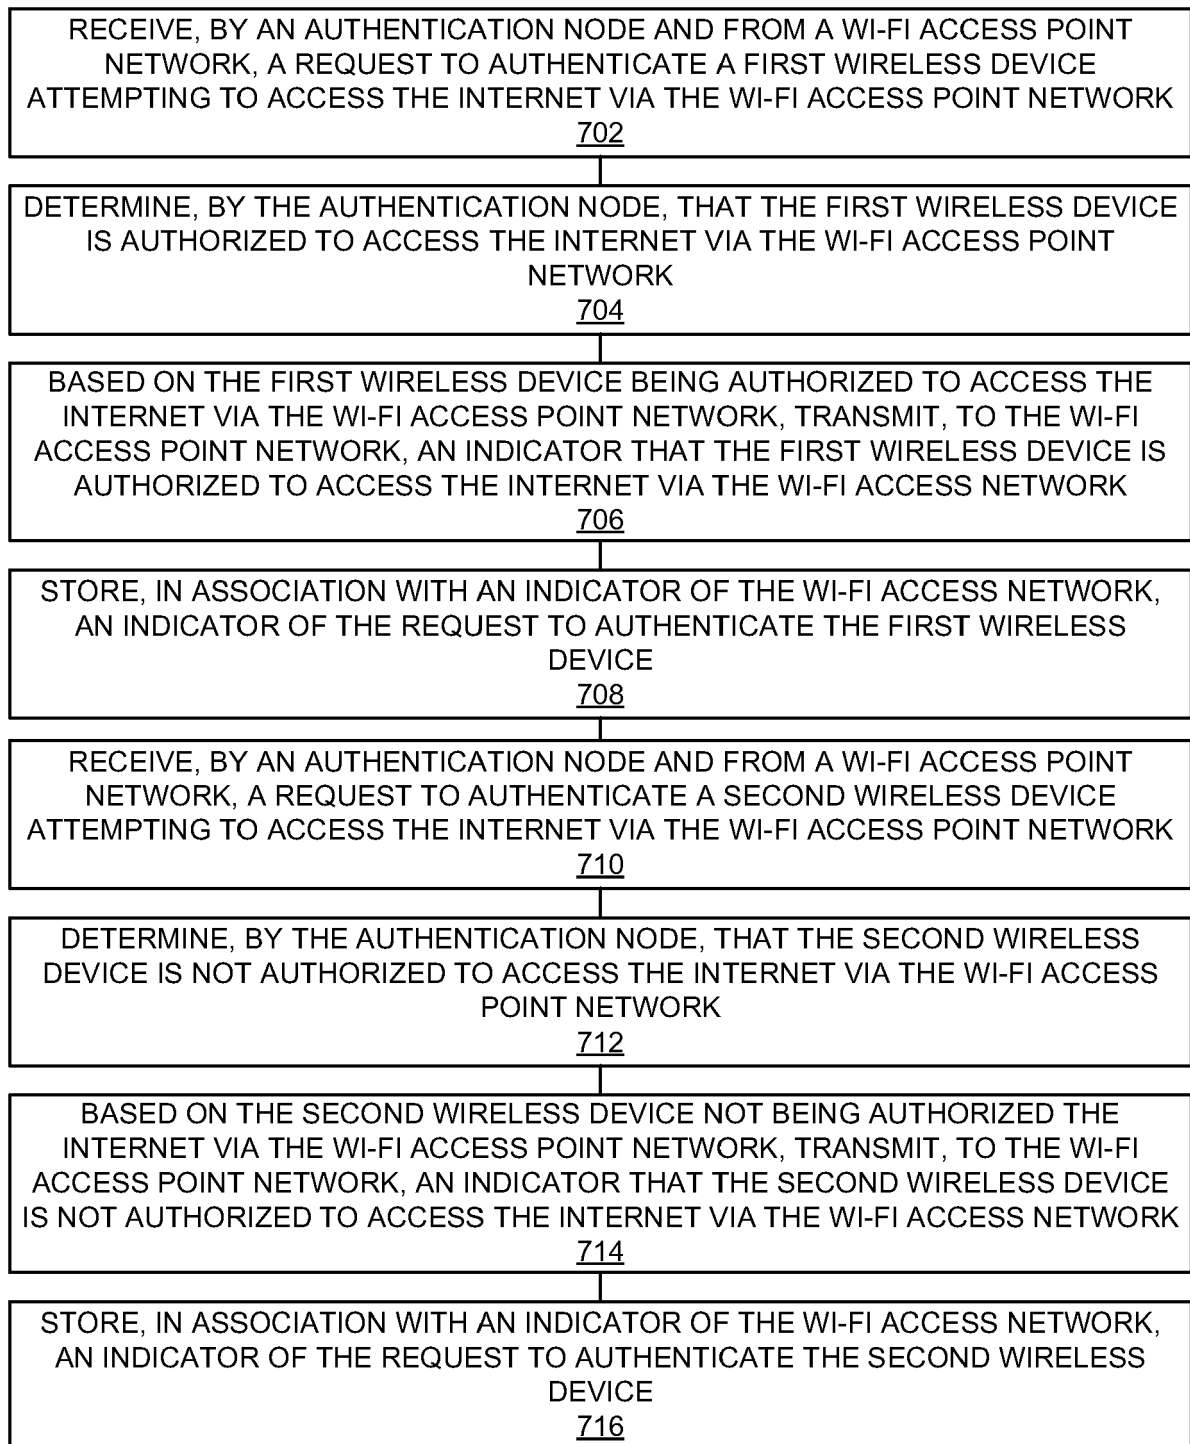 RECEIVE, BY AN AUTHENTICATION NODE AND FROM A WI-FI ACCESS POINT
NETWORK, A REQUEST TO AUTHENTICATE A FIRST WIRELESS DEVICE
ATTEMPTING TO ACCESS THE INTERNET VIA THE WI-FI ACCESS POINT NETWORK
702
DETERMINE, BY THE AUTHENTICATION NODE, THAT THE FIRST WIRELESS DEVICE
IS AUTHORIZED TO ACCESS THE INTERNET VIA THE WI-FI ACCESS POINT
NETWORK
704
BASED ON THE FIRST WIRELESS DEVICE BEING AUTHORIZED TO ACCESS THE
INTERNET VIA THE WI-FI ACCESS POINT NETWORK, TRANSMIT, TO THE WI-FI
ACCESS POINT NETWORK, AN INDICATOR THAT THE FIRST WIRELESS DEVICE IS
AUTHORIZED TO ACCESS THE INTERNET VIA THE WI-FI ACCESS NETWORK
706
STORE, IN ASSOCIATION WITH AN INDICATOR OF THE WI-FI ACCESS NETWORK,
AN INDICATOR OF THE REQUEST TO AUTHENTICATE THE FIRST WIRELESS
DEVICE
708
RECEIVE, BY AN AUTHENTICATION NODE AND FROM A WI-FI ACCESS POINT
NETWORK, A REQUEST TO AUTHENTICATE A SECOND WIRELESS DEVICE
ATTEMPTING TO ACCESS THE INTERNET VIA THE WI-FI ACCESS POINT NETWORK
710
DETERMINE, BY THE AUTHENTICATION NODE, THAT THE SECOND WIRELESS
DEVICE IS NOT AUTHORIZED TO ACCESS THE INTERNET VIA THE WI-FI ACCESS
POINT NETWORK
712
BASED ON THE SECOND WIRELESS DEVICE NOT BEING AUTHORIZED THE
INTERNET VIA THE WI-FI ACCESS POINT NETWORK, TRANSMIT, TO THE WI-FI
ACCESS POINT NETWORK, AN INDICATOR THAT THE SECOND WIRELESS DEVICE
IS NOT AUTHORIZED TO ACCESS THE INTERNET VIA THE WI-FI ACCESS NETWORK
714
STORE, IN ASSOCIATION WITH AN INDICATOR OF THE WI-FI ACCESS NETWORK,
AN INDICATOR OF THE REQUEST TO AUTHENTICATE THE SECOND WIRELESS
DEVICE
716